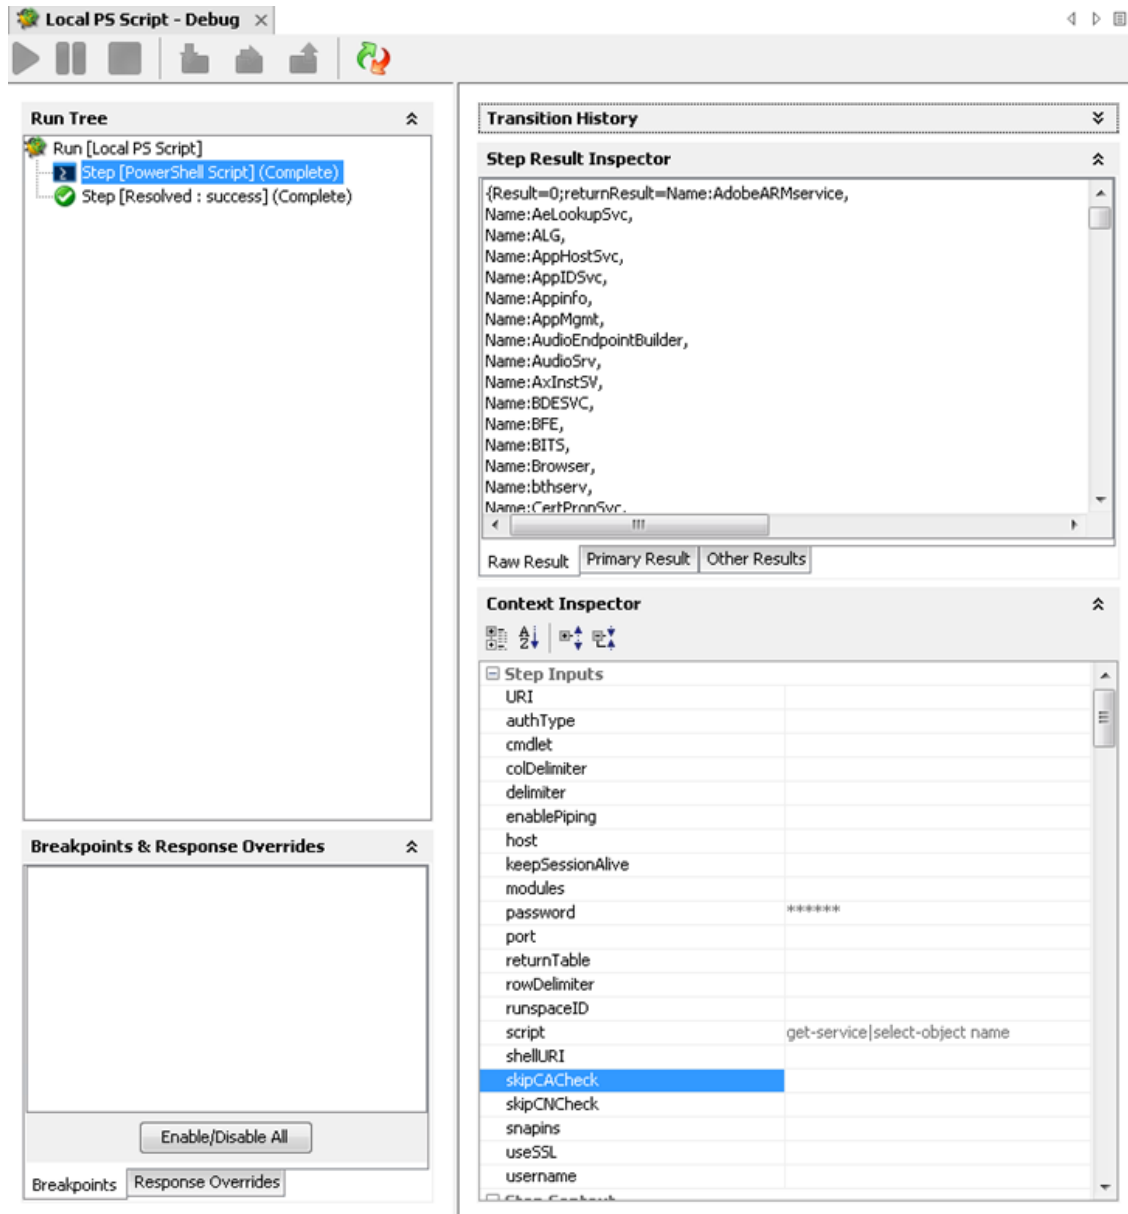 Local PS Script - Debug
Run Tree
Run [Local PS Script]
Step [PowerShell Script] (Complete)
Step [Resolved : success] (Complete)
Breakpoints & Response Overrides
Enable/Disable All
Breakpoints
Response Overrides
Transition History
Step Result Inspector
{Result=0;returnResult=Name:AdobeARMservice,
Name:AeLookupSvc,
Name:ALG,
Name:AppHostSvc,
Name:AppIDSvc,
Name:Appinfo,
Name:AppMgmt,
Name:AudioEndpointBuilder,
Name:AudioSrv,
Name:AxInstSV,
Name:BDESVC,
Name:BFE,
Name:BITS,
Name:Browser,
Name:bthserv,
Name:CertPropSvc,
Raw Result
Primary Result
Other Results
Context Inspector
Step Inputs
URI
authType
cmdlet
colDelimiter
delimiter
enablePiping
host
keepSessionAlive
modules
password ******
port
returnTable
rowDelimiter
runspaceID
script get-service|select-object name
shellURI
skipCACheck
skipCNCheck
snapins
useSSL
username
Step Context